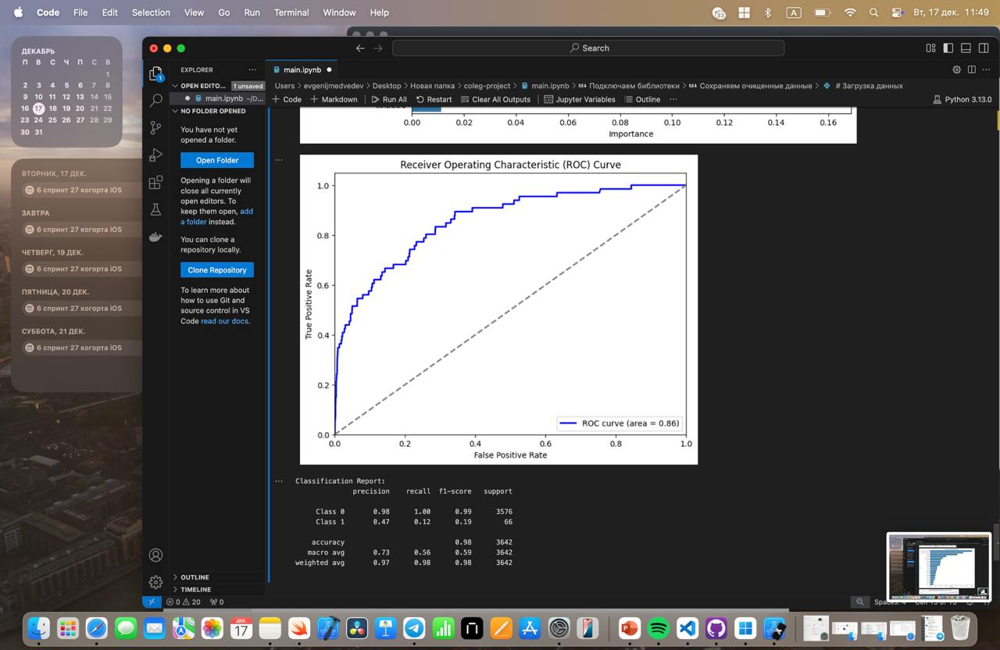 Code File Edit Selection View Go Run Terminal Window Help
33 A Вт, 17 дек. 11:49
ДЕКАБРЬ
П В С Ч П С В
1
2 3 4 5 6 7 8
9 10 11 12 13 14 15
16 17 18 19 20 21 22
23 24 25 26 27 28 29
30 31
ВТОРНИК, 17 ДЕК.
6 спринт 27 когорта iOS
ЗАВТРА
6 спринт 27 когорта iOS
ЧЕТВЕРГ, 19 ДЕК.
6 спринт 27 когорта iOS
ПЯТНИЦА, 20 ДЕК.
6 спринт 27 когорта iOS
СУББОТА, 21 ДЕК.
6 спринт 27 когорта iOS
Search
1
EXPLORER ...
OPEN EDITO... 1 unsaved
main.ipynb ~/D...
NO FOLDER OPENED
You have not yet
opened a folder.
Open Folder
Opening a folder will
close all currently
open editors. To
keep them open, add
a folder instead.
You can clone a
repository locally.
Clone Repository
To learn more about
how to use Git and
source control in VS
Code read our docs.
OUTLINE
TIMELINE
main.ipynb
Users > evgenijmedvedev > Desktop > Новая папка > coleg-project > main.ipynb > M↓ Подключаем библиотеки > M↓ Сохраняем очищенные данные > # Загрузка данных
+ Code + Markdown Run All Restart Clear All Outputs Jupyter Variables Outline ... Python 3.13.0
0.00 0.02 0.04 0.06 0.08 0.10 0.12 0.14 0.16
Importance
...
Receiver Operating Characteristic (ROC) Curve
1.0
0.8
0.6
0.4
0.2
0.0
True Positive Rate
ROC curve (area = 0.86)
0.0 0.2 0.4 0.6 0.8 1.0
False Positive Rate
...
Classification Report:
precision recall f1-score support
Class 0 0.98 1.00 0.99 3576
Class 1 0.47 0.12 0.19 66
accuracy 0.98 3642
macro avg 0.73 0.56 0.59 3642
weighted avg 0.97 0.98 0.98 3642
0 20 0
ДЕК.
17